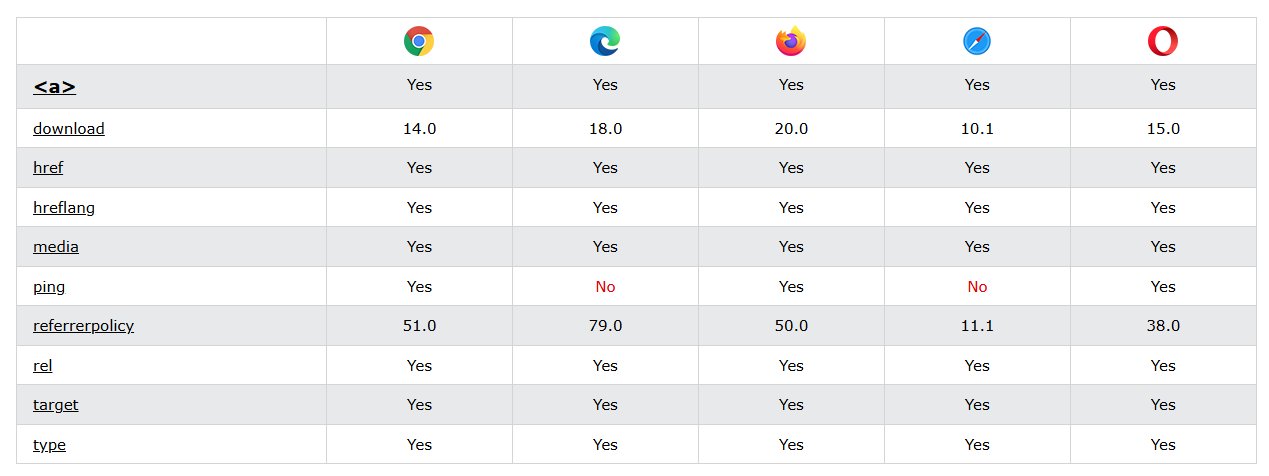 <a> Yes Yes Yes Yes Yes
download 14.0 18.0 20.0 10.1 15.0
href Yes Yes Yes Yes Yes
hreflang Yes Yes Yes Yes Yes
media Yes Yes Yes Yes Yes
ping Yes No Yes No Yes
referrerpolicy 51.0 79.0 50.0 11.1 38.0
rel Yes Yes Yes Yes Yes
target Yes Yes Yes Yes Yes
type Yes Yes Yes Yes Yes